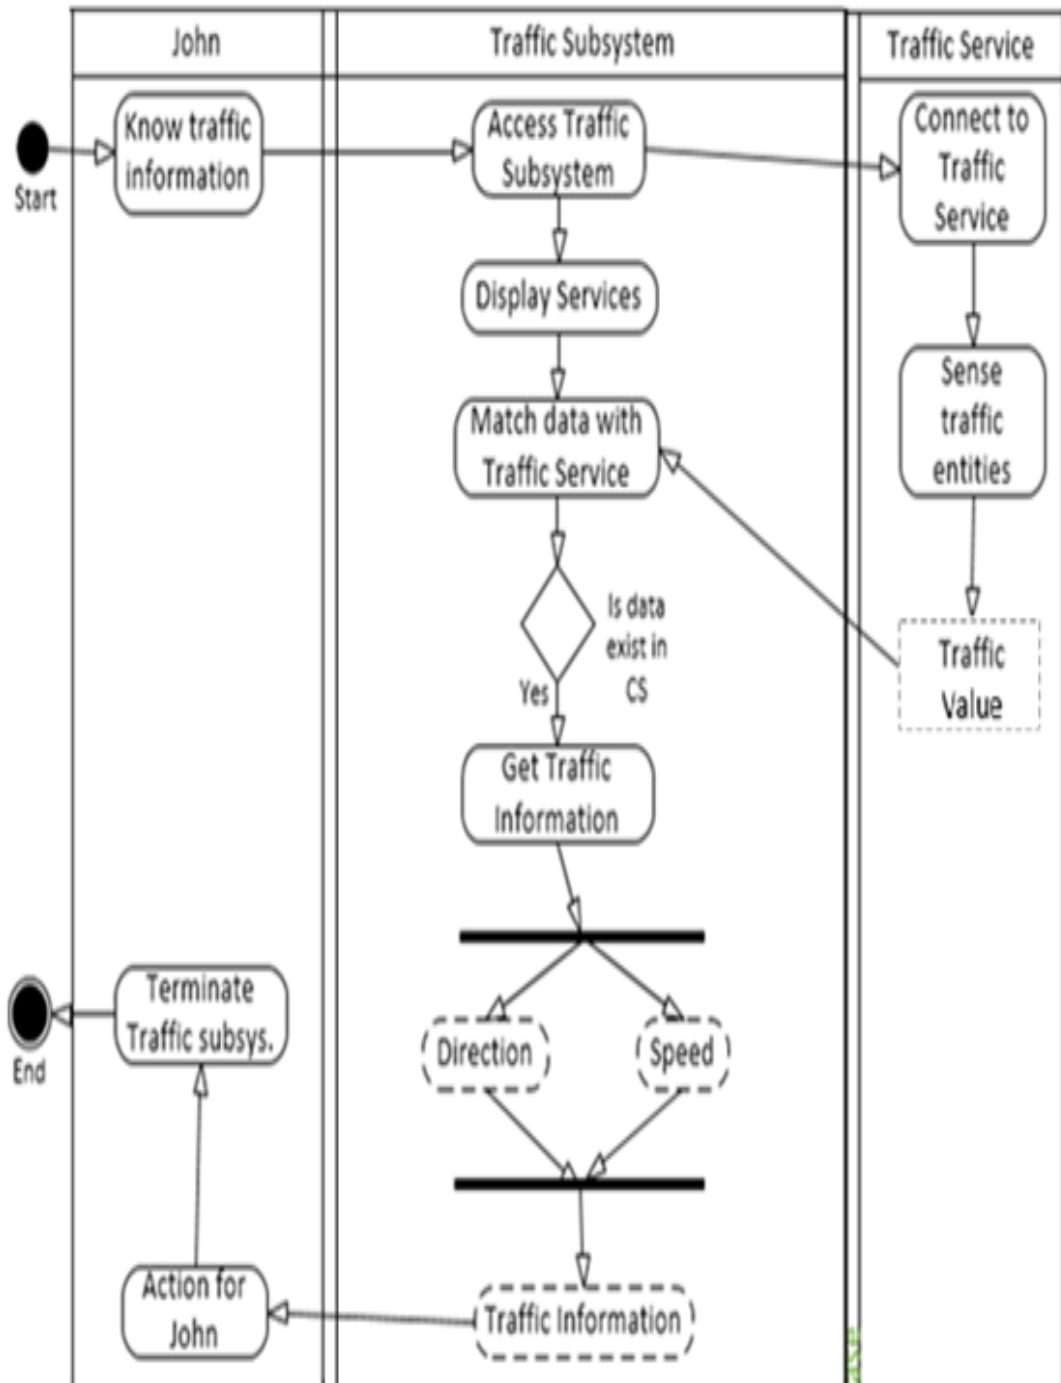 John
Traffic Subsystem
Traffic Service
Start
Know traffic
information
Access Traffic
Subsystem
Connect to
Traffic
Service
Display Services
Sense
traffic
entities
Match data with
Traffic Service
Is data
exist in
CS
Yes
Traffic
Value
Get Traffic
Information
Terminate
Traffic subsys.
End
Direction
Speed
Action for
John
Traffic Information